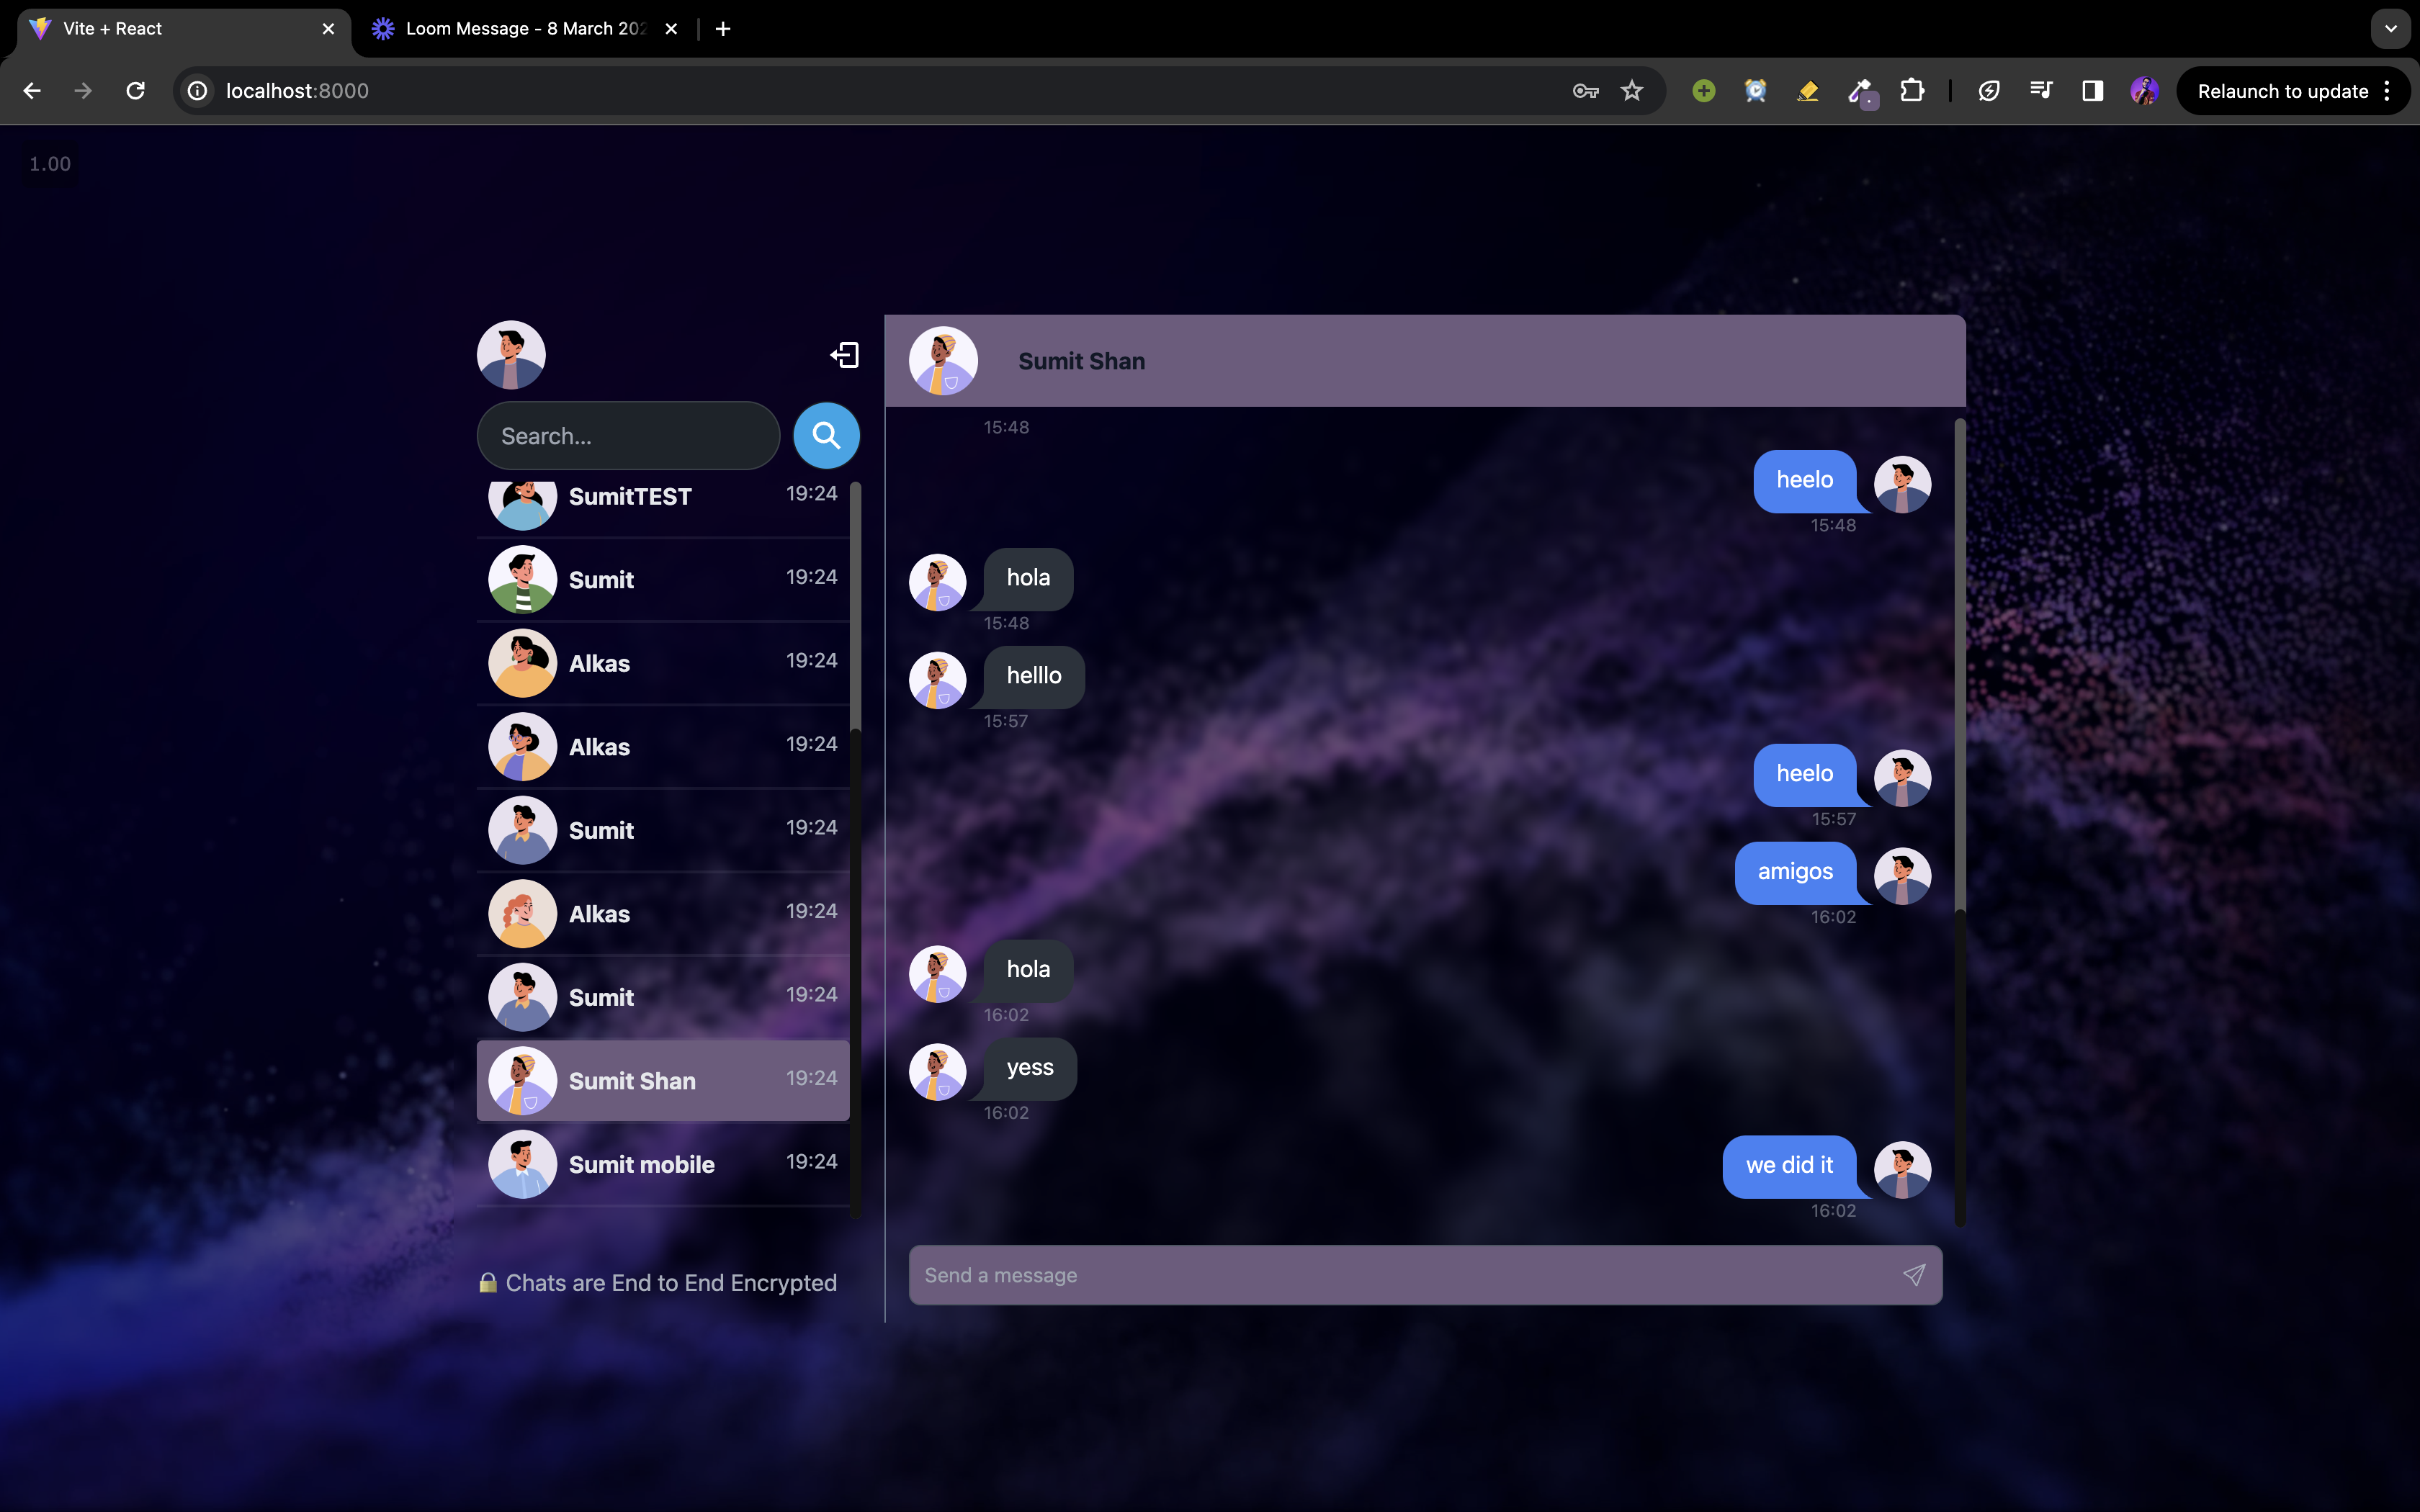 Vite + React
Loom Message - 8 March 202
localhost:8000
Relaunch to update
1.00
Search...
SumitTEST 19:24
Sumit 19:24
Alkas 19:24
Alkas 19:24
Sumit 19:24
Alkas 19:24
Sumit 19:24
Sumit Shan 19:24
Sumit mobile 19:24
Chats are End to End Encrypted
Sumit Shan
15:48
heelo
15:48
hola
15:48
helllo
15:57
heelo
15:57
amigos
16:02
hola
16:02
yess
16:02
we did it
16:02
Send a message